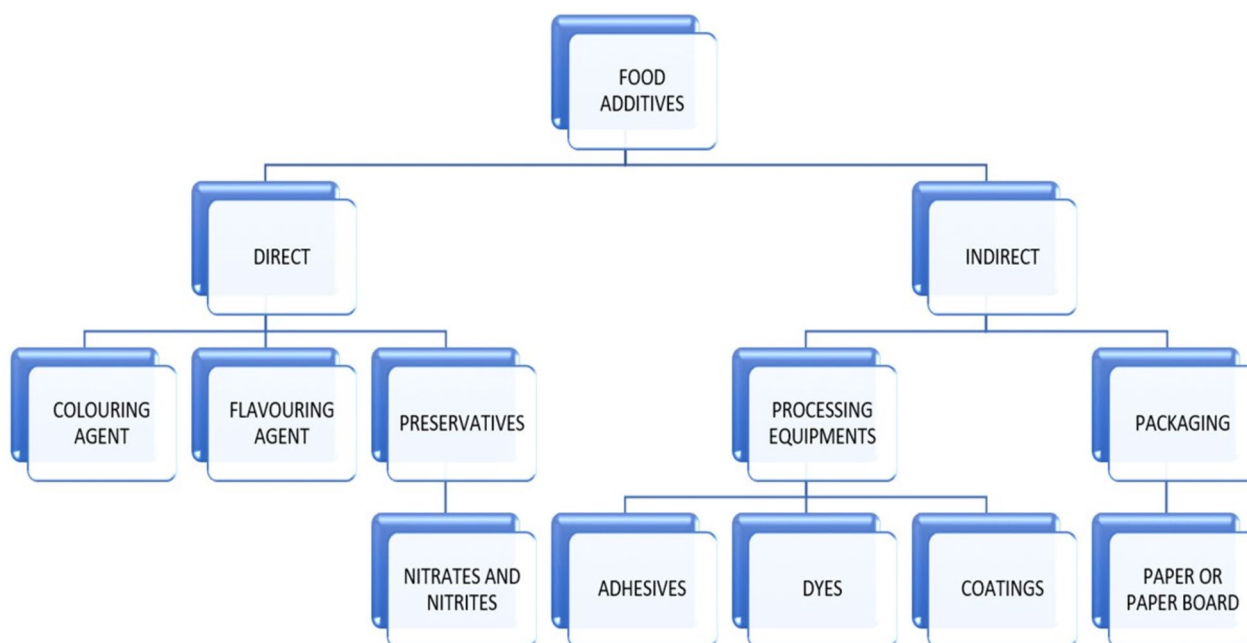 FOOD
ADDITIVES
DIRECT
INDIRECT
COLOURING
AGENT
FLAVOURING
AGENT
PRESERVATIVES
PROCESSING
EQUIPMENTS
PACKAGING
NITRATES AND
NITRITES
ADHESIVES
DYES
COATINGS
PAPER OR
PAPER BOARD